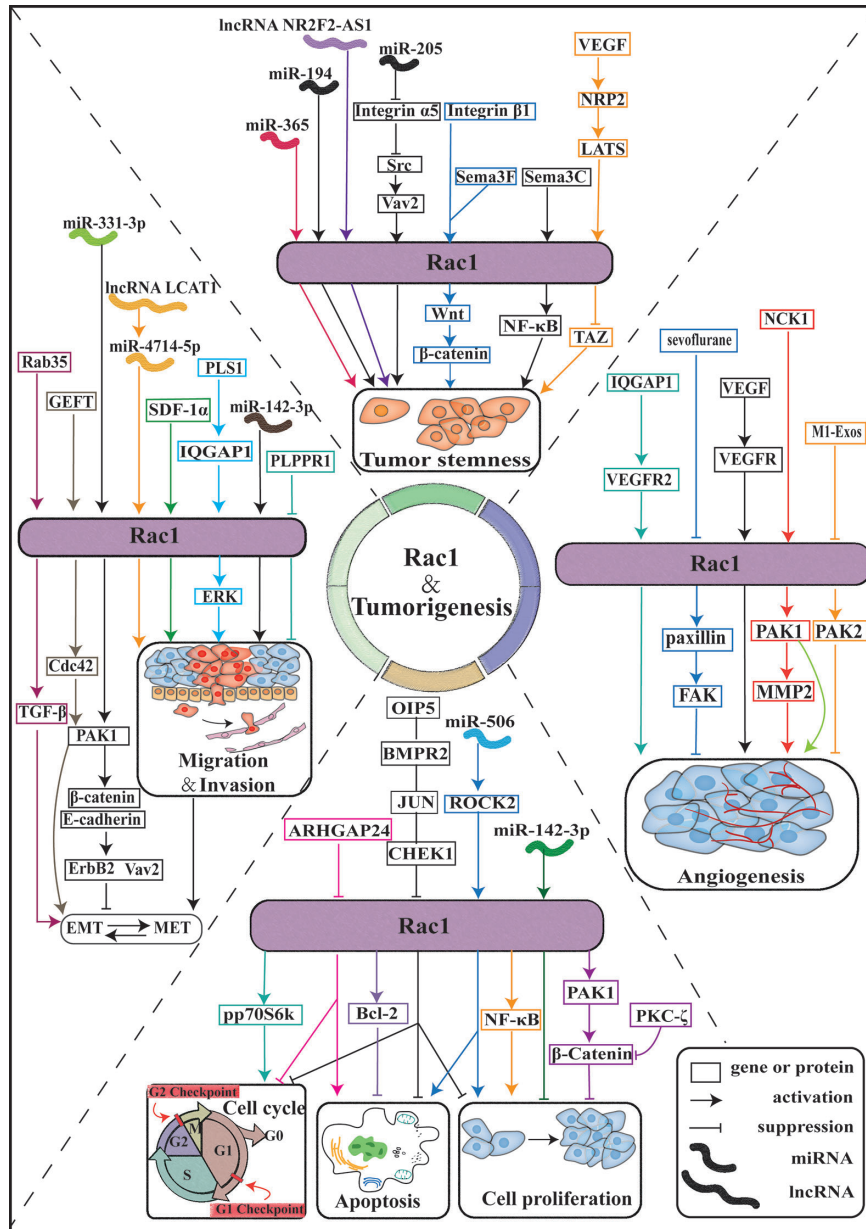 lncRNA NR2F2-AS1
miR-205
miR-194
miR-365
Integrin α5
Integrin β1
VEGF
NRP2
LATS
Src
Vav2
Sema3F
Sema3C
Rac1
Wnt
β-catenin
NF-κB
TAZ
Tumor stemness
miR-331-3p
lncRNA LCAT1
miR-4714-5p
Rab35
GEFT
SDF-1α
PLS1
IQGAP1
miR-142-3p
PLPPR1
Rac1
ERK
Cdc42
TGF-β
PAK1
β-catenin
E-cadherin
ErbB2 Vav2
EMT
MET
Migration
&Invasion
Rac1
&
Tumorigenesis
NCK1
sevoflurane
IQGAP1
VEGF
M1-Exos
VEGFR2
VEGFR
Rac1
paxillin
PAK1
PAK2
FAK
MMP2
Angiogenesis
OIP5
BMPR2
JUN
CHEK1
miR-506
ROCK2
ARHGAP24
miR-142-3p
Rac1
pp70S6k
Bcl-2
NF-κB
PAK1
PKC-ζ
β-Catenin
G2 Checkpoint
Cell cycle
M
G0
G2
G1
S
G1 Checkpoint
Apoptosis
Cell proliferation
gene or protein
activation
suppression
miRNA
lncRNA